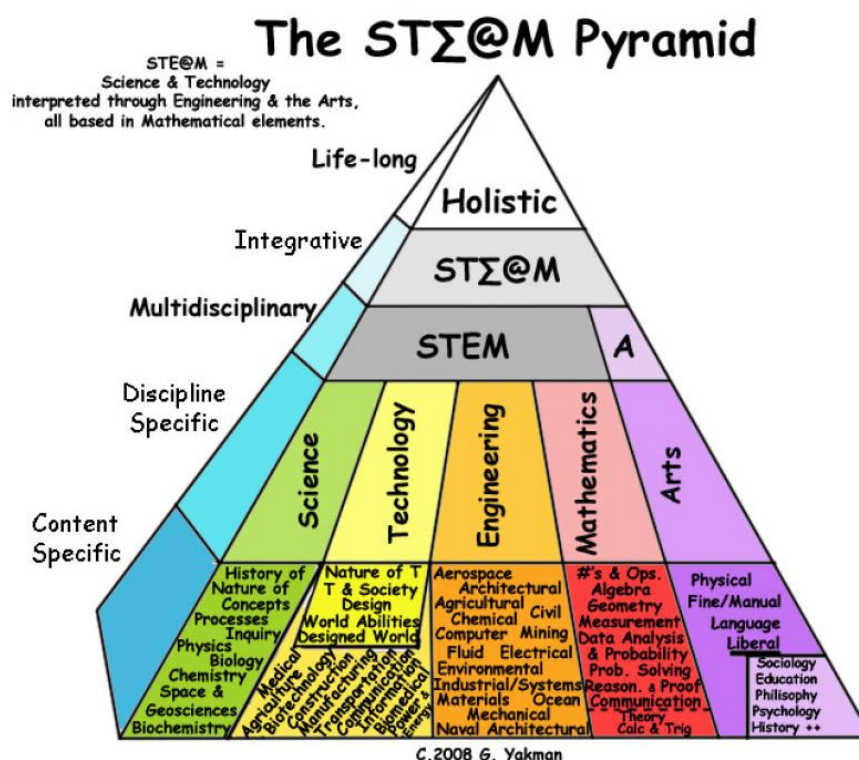 The ST∑@M Pyramid
STE@M =
Science & Technology
interpreted through Engineering & the Arts,
all based in Mathematical elements.
Life-long
Holistic
Integrative
ST∑@M
Multidisciplinary
STEM
A
Discipline
Specific
Science
Technology
Engineering
Mathematics
Arts
Content
Specific
History of
Nature of
Concepts
Processes
Inquiry
Physics
Biology
Chemistry
Space &
Geosciences
Biochemistry
Nature of T
T & Society
Design
World Abilities
Designed World
Medical
Agriculture
Biotechnology
Construction
Manufacturing
Transportation
Communication
Information
Biomedical
Power &
Energy
Aerospace
Architectural
Agricultural
Chemical Civil
Computer Mining
Fluid Electrical
Environmental
Industrial/Systems
Materials Ocean
Mechanical
Naval Architectural
#'s & Ops.
Algebra
Geometry
Measurement
Data Analysis
& Probability
Prob. Solving
Reason. & Proof
Communication
Theory
Calc & Trig
Physical
Fine/Manual
Language
Liberal
Sociology
Education
Philisophy
Psychology
History ++
C.2008 G. Yakman